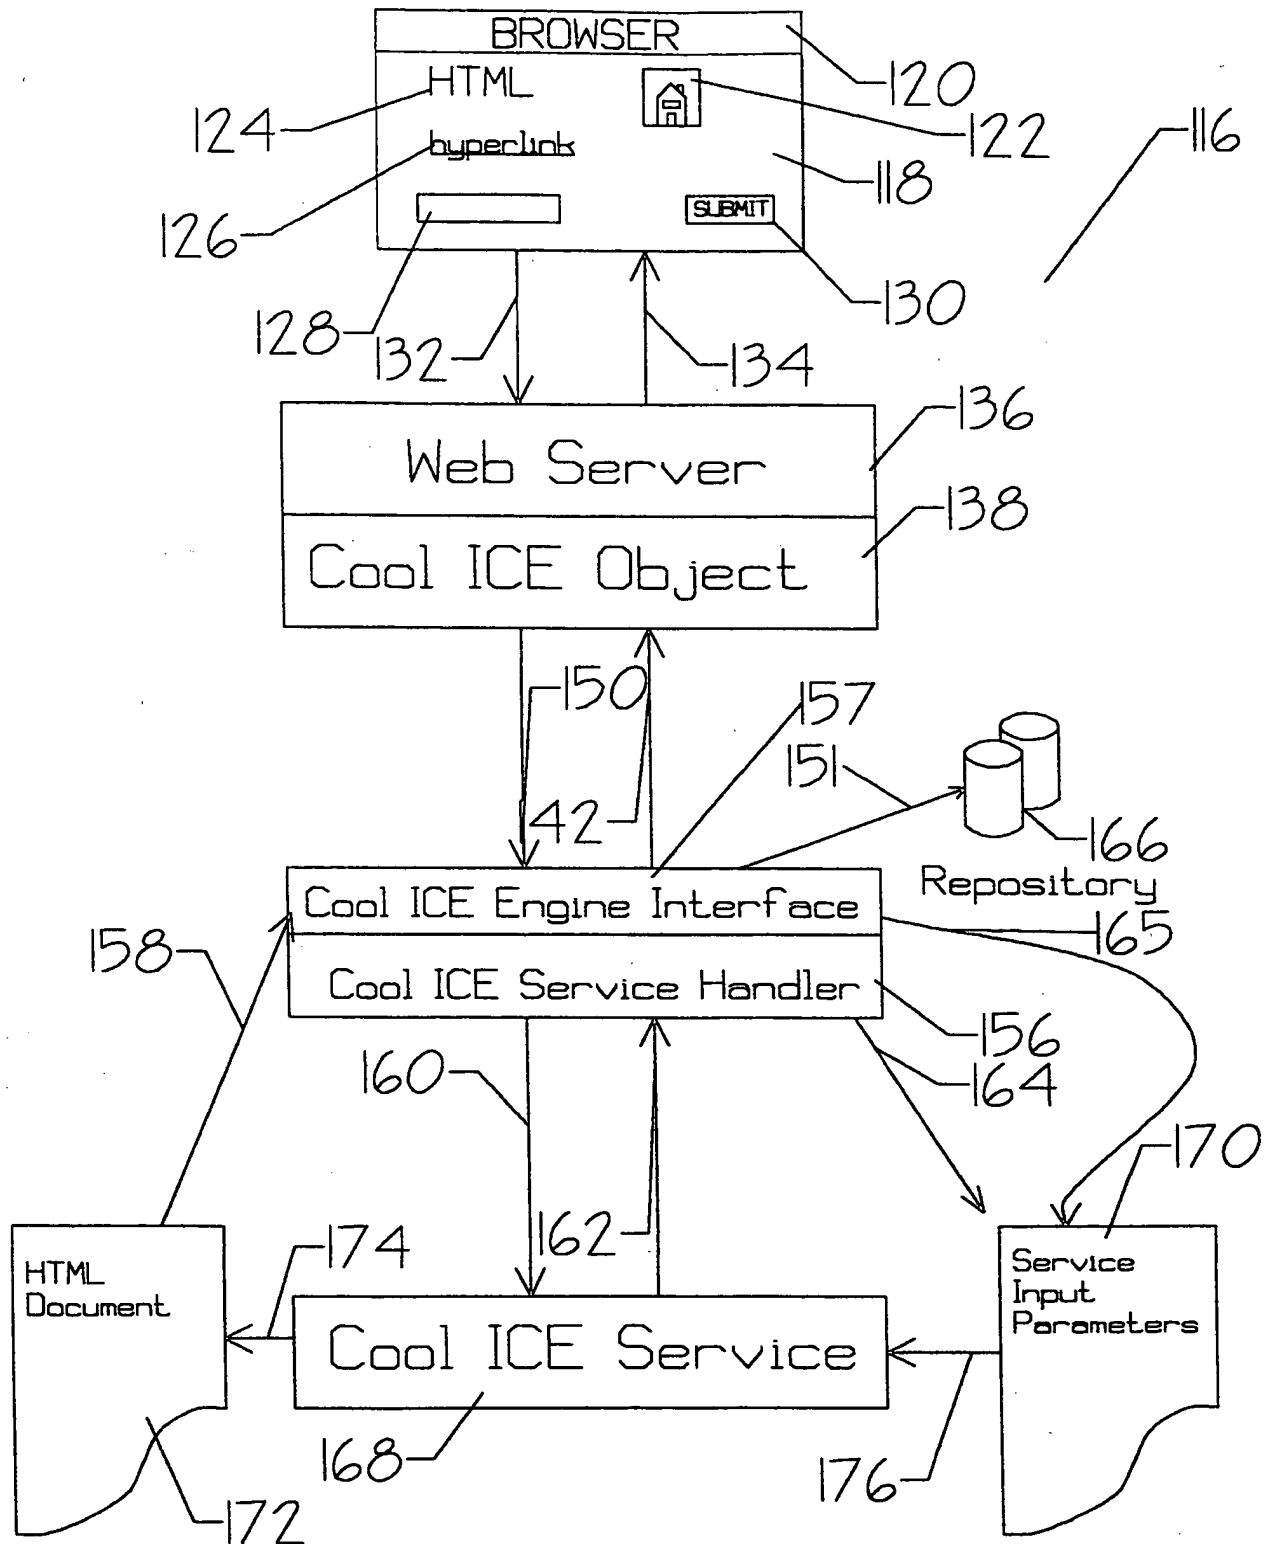 BROWSER
120
HTML
124
122
116
hyperlink
118
126
SUBMIT
130
128
132
134
136
Web Server
138
Cool ICE Object
150
157
151
42
166
Repository
Cool ICE Engine Interface
165
158
Cool ICE Service Handler
156
160
164
170
162
174
HTML
Document
Service
Input
Parameters
Cool ICE Service
168
176
172